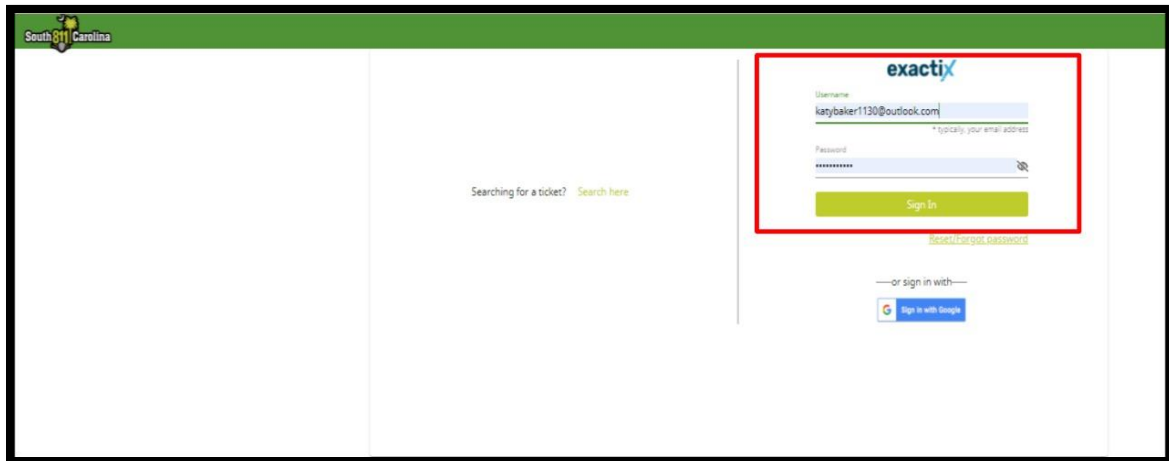 South 811 Carolina
exactix
Username
katybaker1130@outlook.com
* typically, your email address
Password
•••••••••••
Searching for a ticket? Search here
Sign In
Reset/Forgot password
-----or sign in with-----
G Sign in with Google